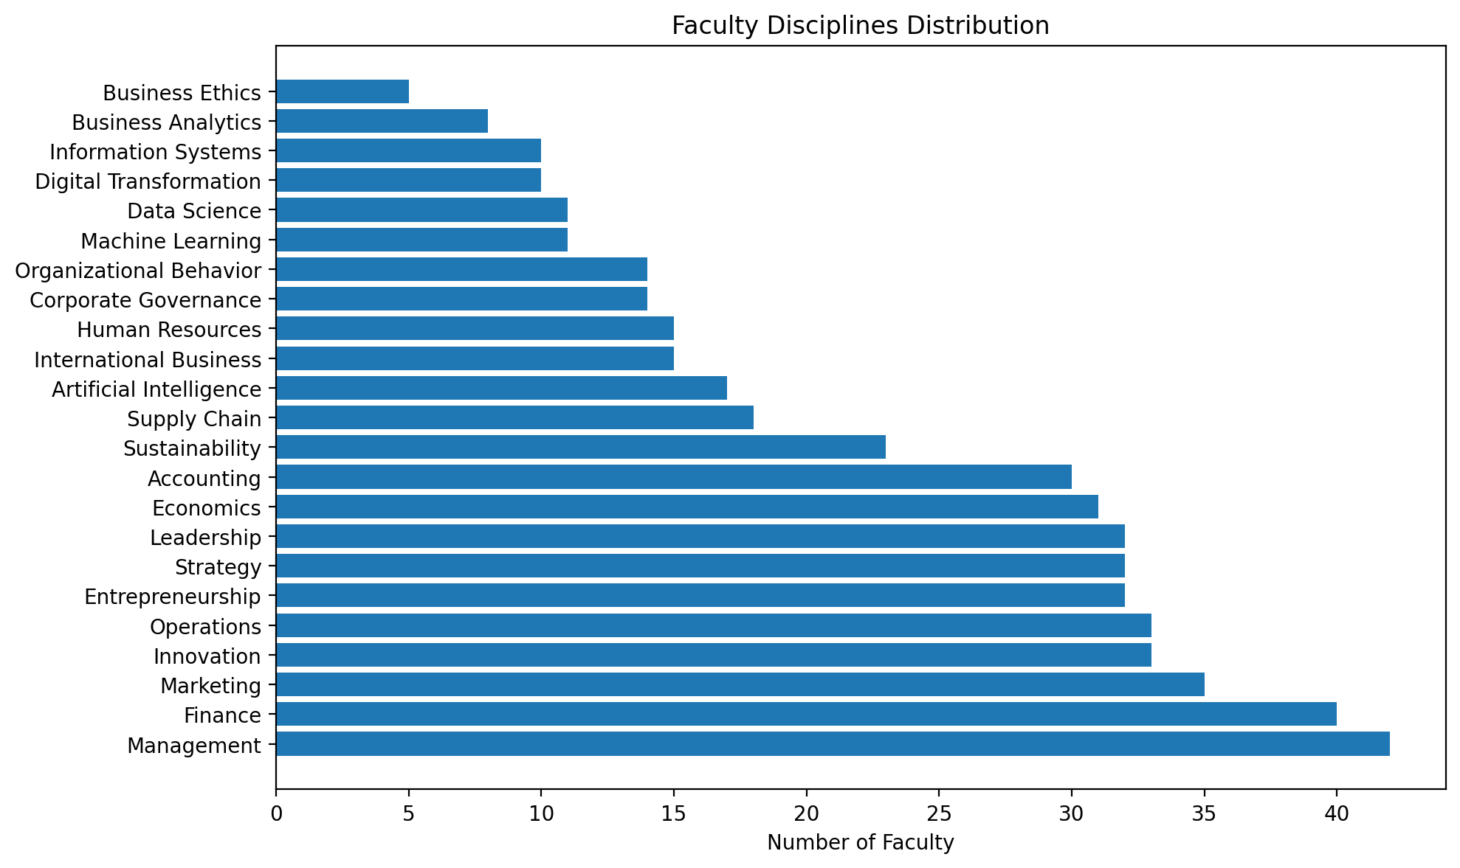 Faculty Disciplines Distribution
Business Ethics
Business Analytics
Information Systems
Digital Transformation
Data Science
Machine Learning
Organizational Behavior
Corporate Governance
Human Resources
International Business
Artificial Intelligence
Supply Chain
Sustainability
Accounting
Economics
Leadership
Strategy
Entrepreneurship
Operations
Innovation
Marketing
Finance
Management
0 5 10 15 20 25 30 35 40
Number of Faculty